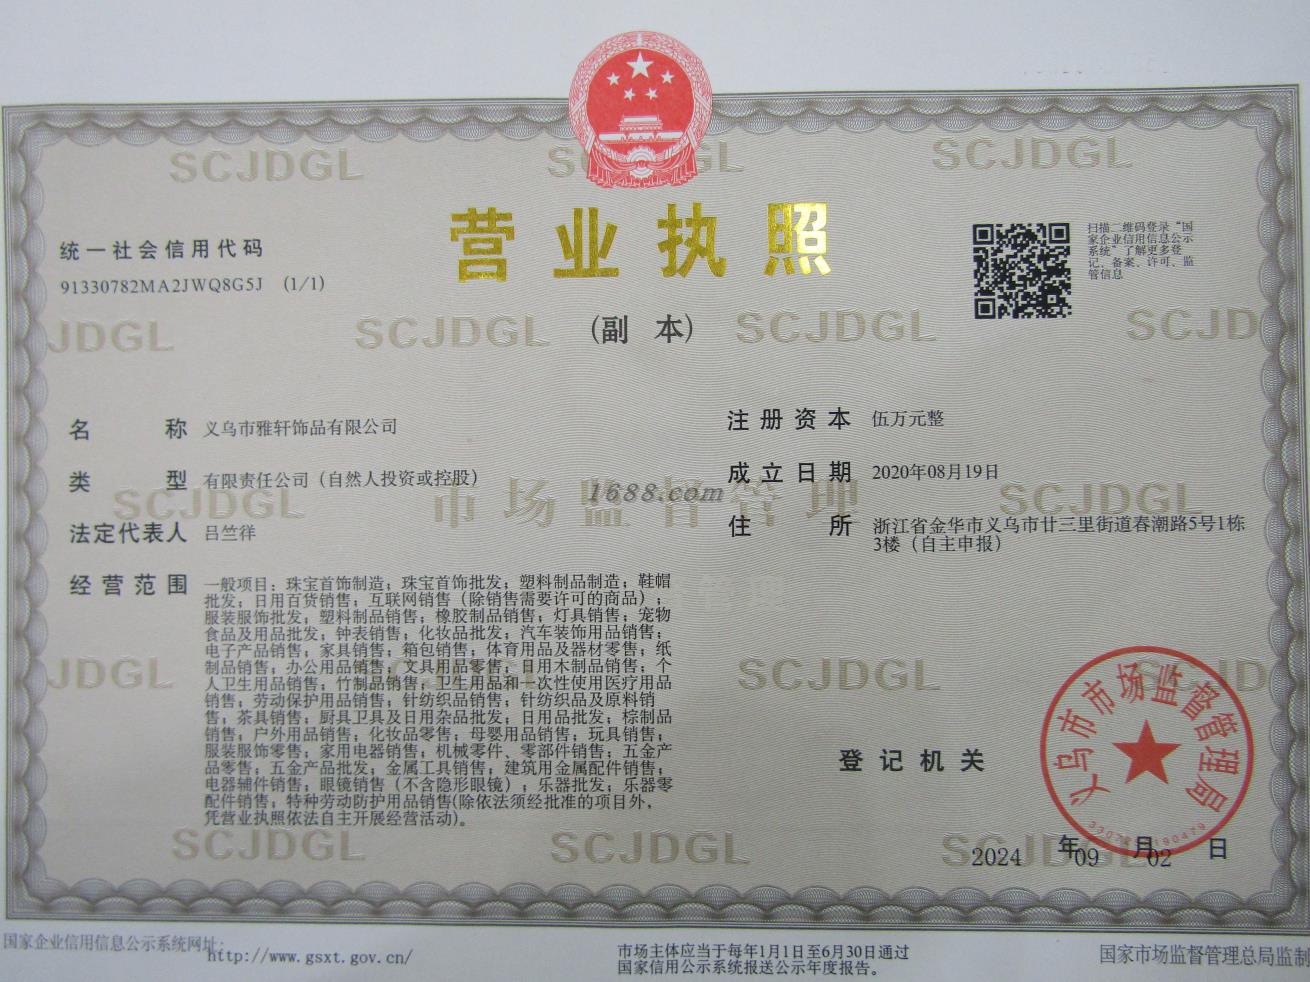 SCJDGL SCJDGL SCJDGL
营业执照
(副 本)
统一社会信用代码
91330782MA2JWQ8G5J (1/1)
扫描二维码登录“国
家企业信用信息公示
系统”了解更多登
记、备案、许可、监
管信息
JDGL SCJDGL SCJDGL SCJD
名 称 义乌市雅轩饰品有限公司
类 型 有限责任公司（自然人投资或控股）
法定代表人 吕竺祥
经营范围 一般项目：珠宝首饰制造；珠宝首饰批发；塑料制品制造；鞋帽
批发；日用百货销售；互联网销售（除销售需要许可的商品）；
服装服饰批发；塑料制品销售；橡胶制品销售；灯具销售；宠物
食品及用品批发；钟表销售；化妆品批发；汽车装饰用品销售；
电子产品销售；家具销售；箱包销售；体育用品及器材零售；纸
制品销售；办公用品销售；文具用品零售；日用木制品销售；个
人卫生用品销售；竹制品销售；卫生用品和一次性使用医疗用品
销售；劳动保护用品销售；针纺织品销售；针纺织品及原料销
售；茶具销售；厨具卫具及日用杂品批发；日用品批发；棕制品
销售；户外用品销售；化妆品零售；母婴用品销售；玩具销售；
服装服饰零售；家用电器销售；机械零件、零部件销售；五金产
品零售；五金产品批发；金属工具销售；建筑用金属配件销售；
电器辅件销售；眼镜销售（不含隐形眼镜）；乐器批发；乐器零
配件销售；特种劳动防护用品销售(除依法须经批准的项目外，
凭营业执照依法自主开展经营活动)。
注册资本 伍万元整
成立日期 2020年08月19日
住 所 浙江省金华市义乌市廿三里街道春潮路5号1栋
3楼（自主申报）
SCJDGL 市场监督管理 SCJDGL
1688.com
JDGL SCJDGL SCJD
登记机关
义乌市市场监督管理局
2024 年 09 月 02 日
SCJDGL SCJDGL SCJDGL
国家企业信用信息公示系统网址：
http://www.gsxt.gov.cn/
市场主体应当于每年1月1日至6月30日通过
国家信用公示系统报送公示年度报告。
国家市场监督管理总局监制